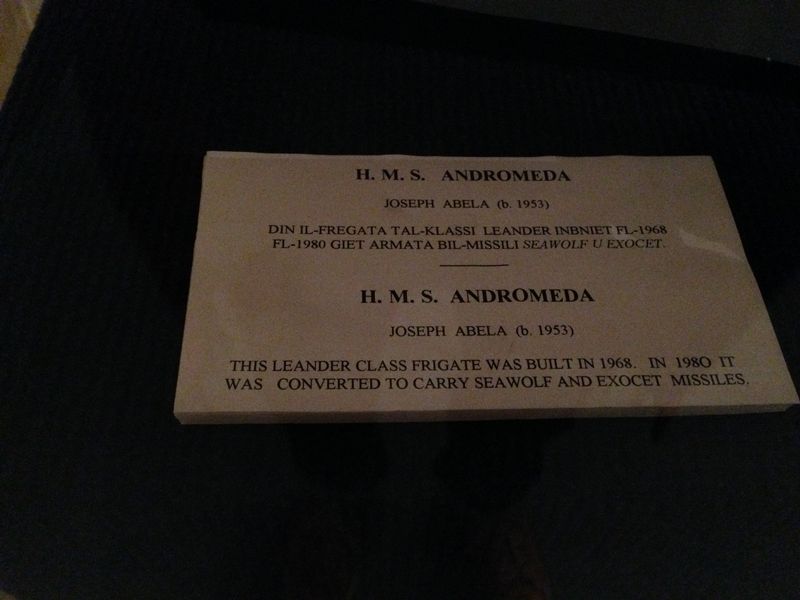 H. M. S. ANDROMEDA
JOSEPH ABELA (b. 1953)
DIN IL-FREGATA TAL-KLASSI LEANDER INBNIET FL-1968
FL-1980 GIET ARMATA BIL-MISSILI SEAWOLF U EXOCET.
H. M. S. ANDROMEDA
JOSEPH ABELA (b. 1953)
THIS LEANDER CLASS FRIGATE WAS BUILT IN 1968. IN 198O IT
WAS CONVERTED TO CARRY SEAWOLF AND EXOCET MISSILES.